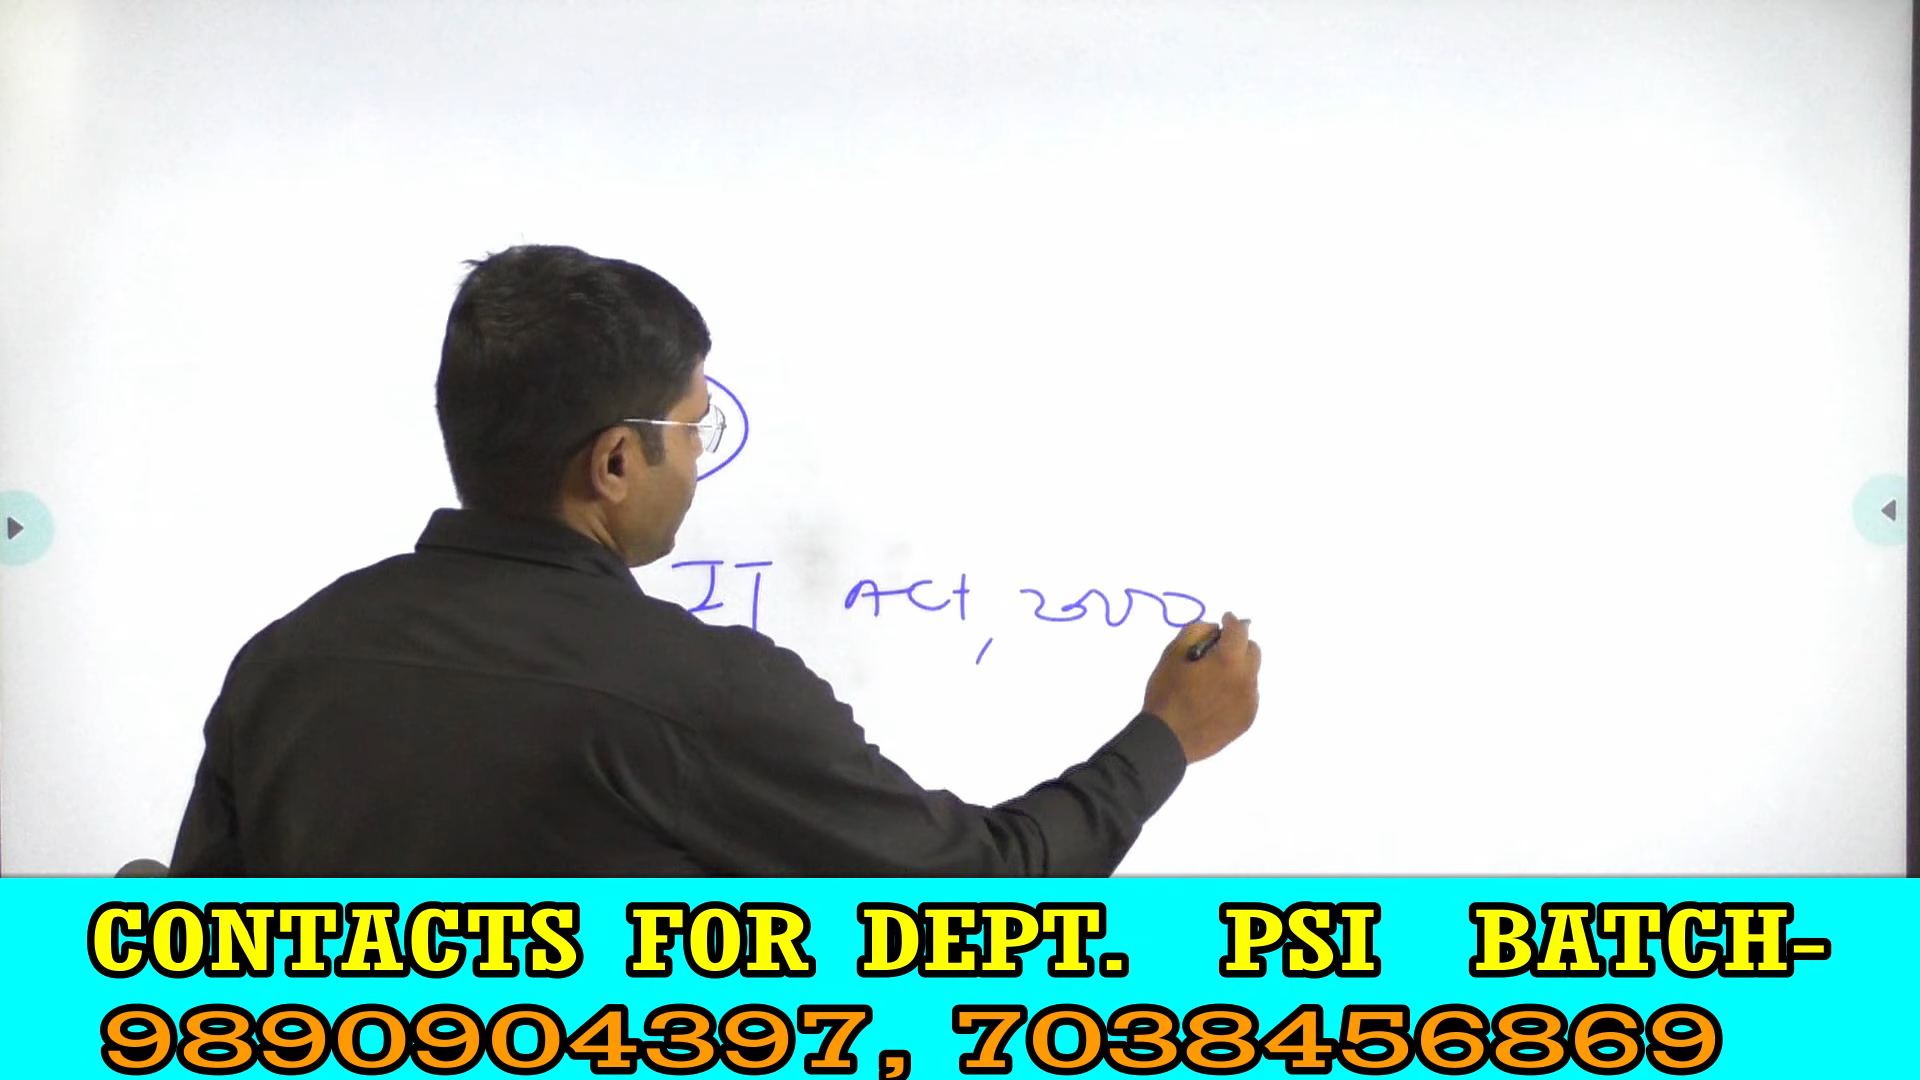 IT Act, 2000
CONTACTS FOR DEPT. PSI BATCH-
9890904397, 7038456869